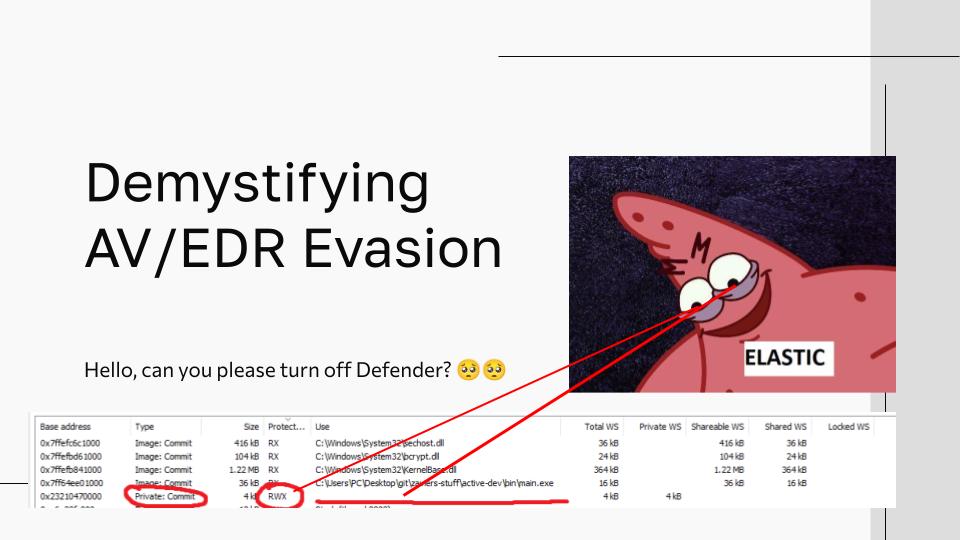 Demystifying
AV/EDR Evasion
Hello, can you please turn off Defender? 🥺🥺
ELASTIC
Base address Type Size Protect... Use Total WS Private WS Shareable WS Shared WS Locked WS
0x7ffefc6c1000 Image: Commit 416 kB RX C:\Windows\System32\sechost.dll 36 kB 416 kB 36 kB
0x7ffefbd61000 Image: Commit 104 kB RX C:\Windows\System32\bcrypt.dll 24 kB 104 kB 24 kB
0x7ffefb841000 Image: Commit 1.22 MB RX C:\Windows\System32\KernelBase.dll 364 kB 1.22 MB 364 kB
0x7ff64ee01000 Image: Commit 36 kB RX C:\Users\PC\Desktop\git\zaviers-stuff\active-dev\bin\main.exe 16 kB 36 kB 16 kB
0x23210470000 Private: Commit 4 kB RWX 4 kB 4 kB